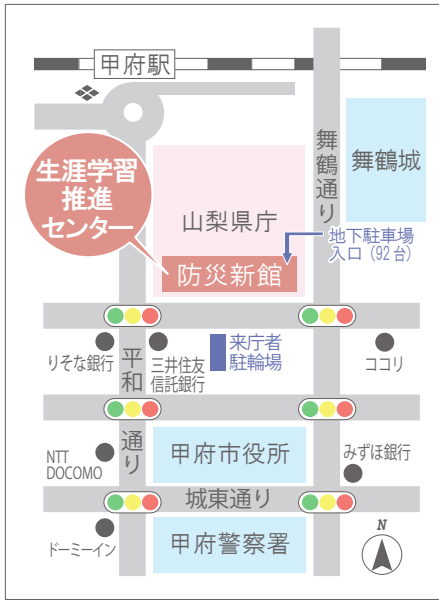 甲府駅
生涯学習
推進
センター
山梨県庁
舞鶴通り
舞鶴城
地下駐車場
入口（92台）
防災新館
りそな銀行
平和通り
三井住友
信託銀行
来庁者
駐輪場
ココリ
NTT
DOCOMO
甲府市役所
みずほ銀行
城東通り
ドーミーイン
甲府警察署
N